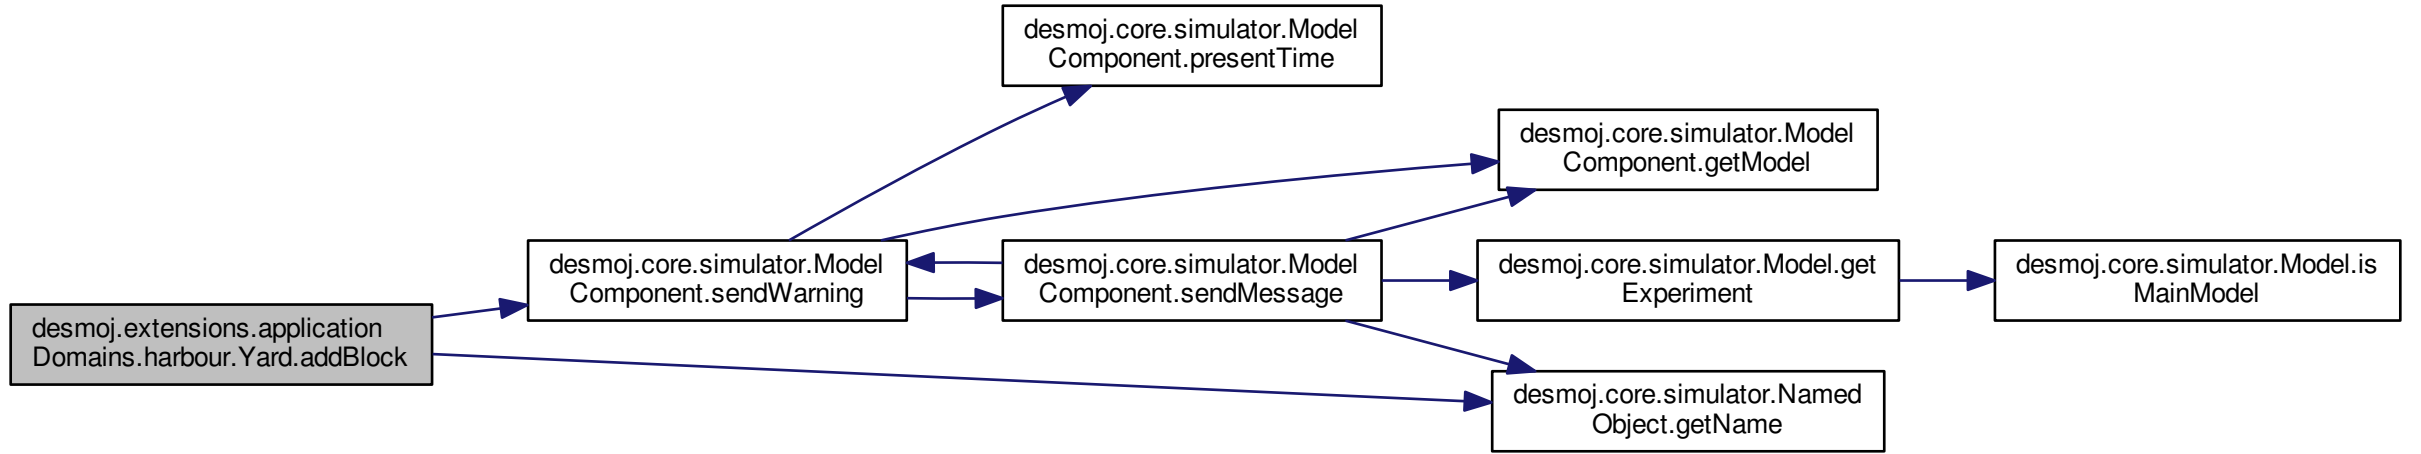 desmoj.core.simulator.Model
Component.presentTime
desmoj.core.simulator.Model
Component.getModel
desmoj.core.simulator.Model
Component.sendWarning
desmoj.core.simulator.Model
Component.sendMessage
desmoj.core.simulator.Model.get
Experiment
desmoj.core.simulator.Model.is
MainModel
desmoj.extensions.application
Domains.harbour.Yard.addBlock
desmoj.core.simulator.Named
Object.getName